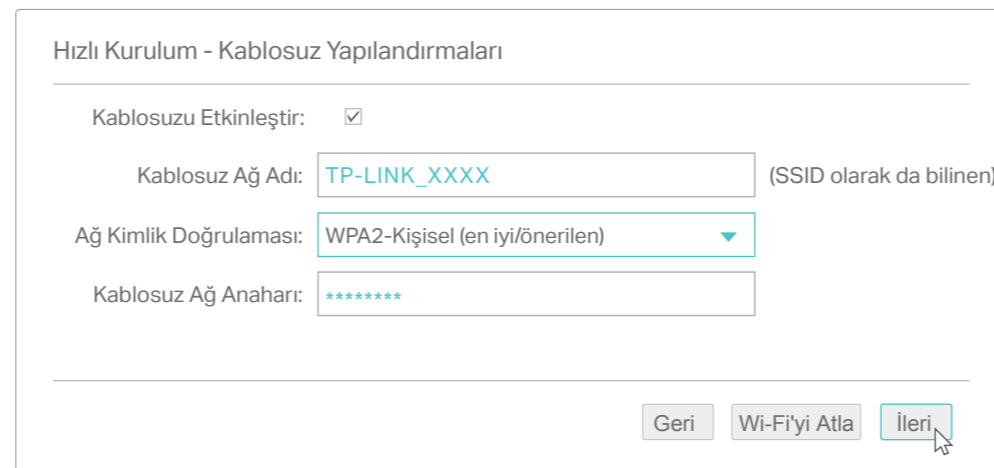 Hızlı Kurulum - Kablosuz Yapılandırmaları
Kablosuzu Etkinleştir:
Kablosuz Ağ Adı: TP-LINK_XXXX (SSID olarak da bilinen)
Ağ Kimlik Doğrulaması: WPA2-Kişisel (en iyi/önerilen)
Kablosuz Ağ Anaharı: ********
Geri Wi-Fi'yi Atla İleri